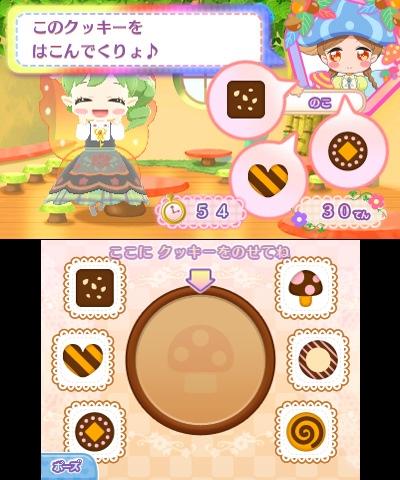 このクッキーを
はこんでくりょ♪
のこ
54
30てん
ここに クッキーをのせてね
ポーズ